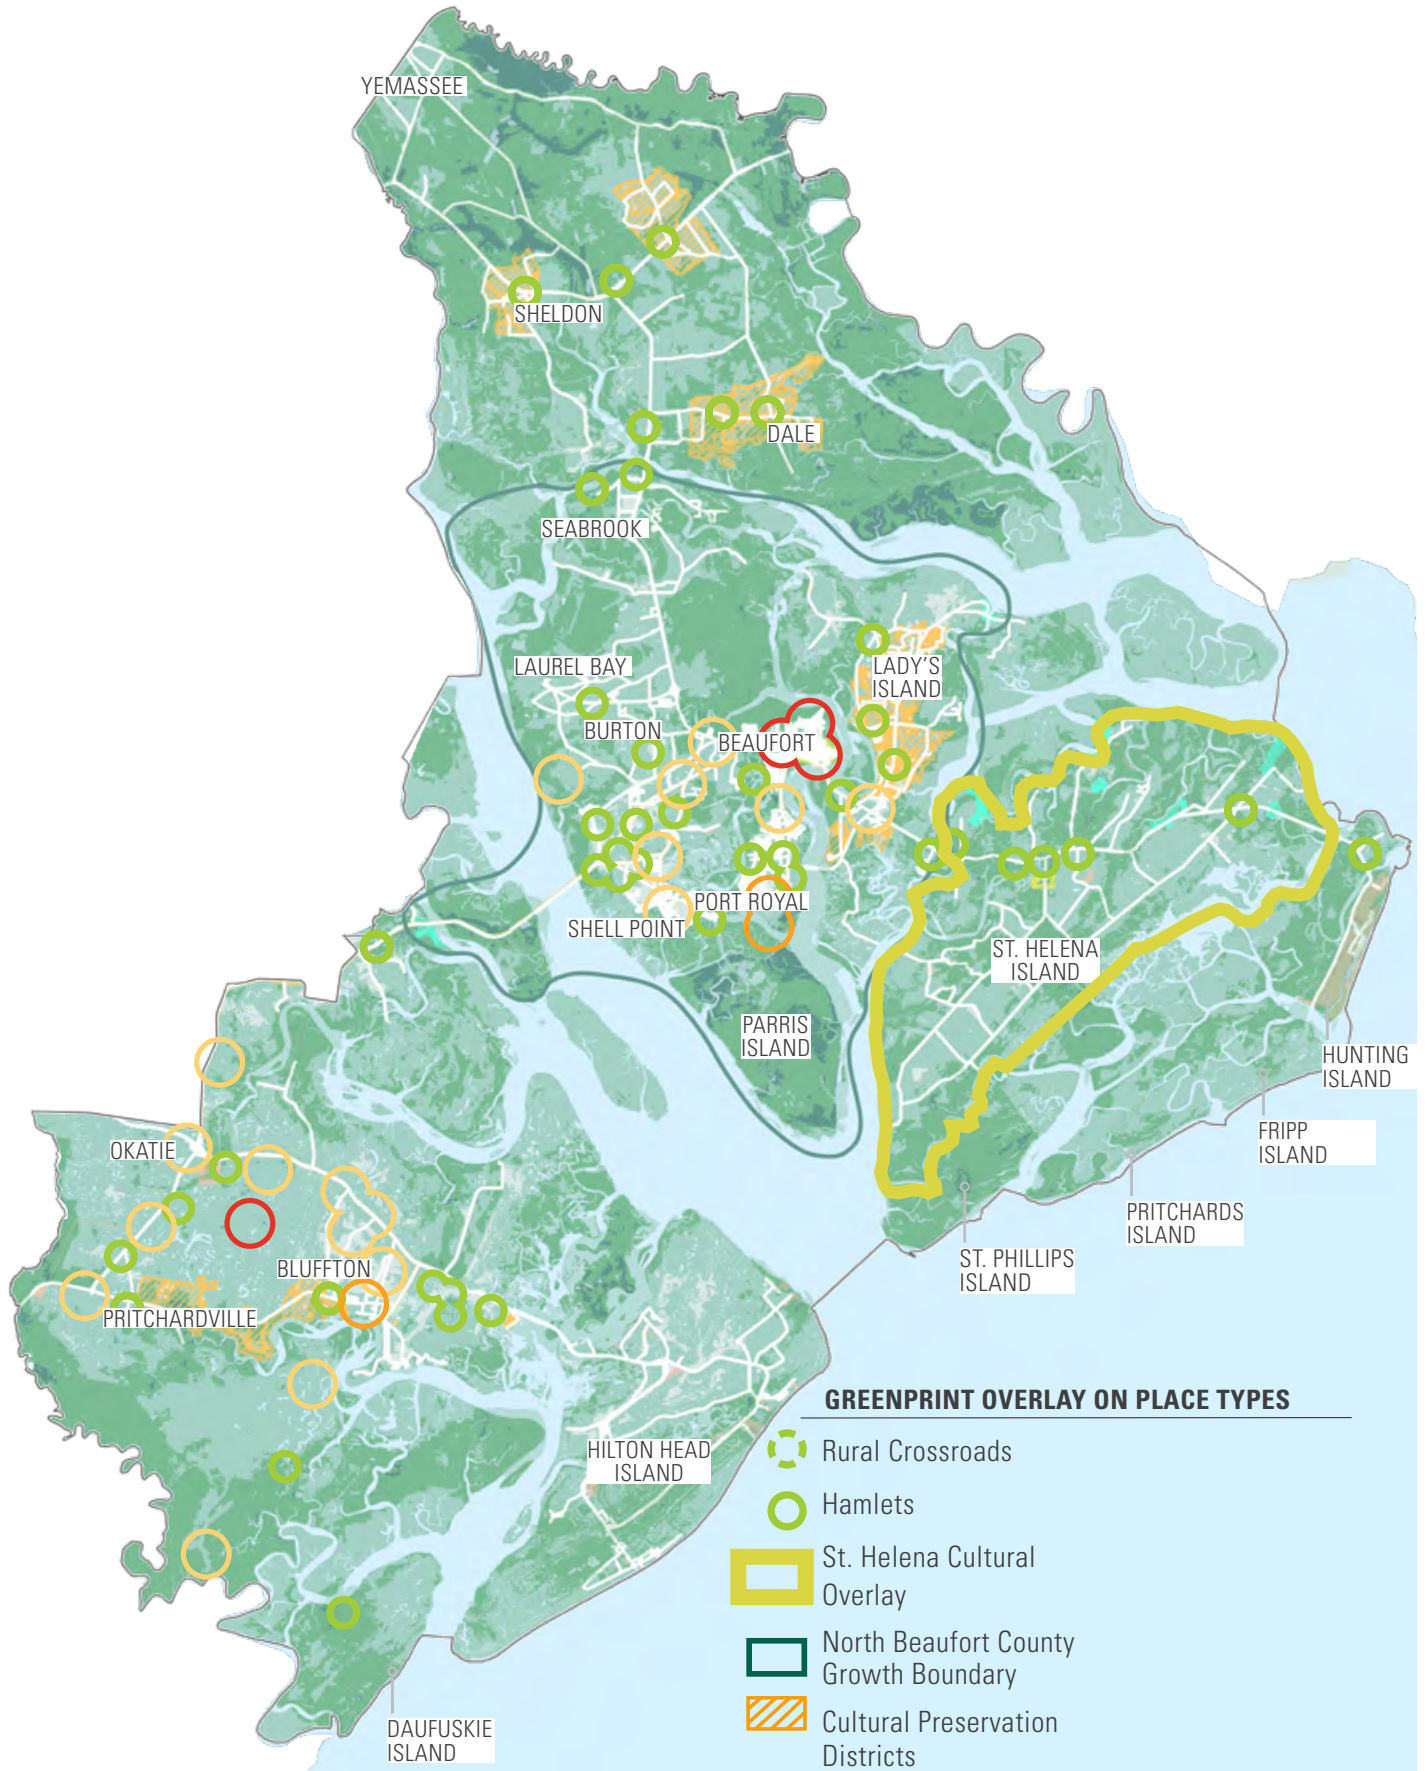 YEMASSEE
SHELDON
DALE
SEABROOK
LAUREL BAY
LADY'S
ISLAND
BURTON
BEAUFORT
PORT ROYAL
SHELL POINT
ST. HELENA
ISLAND
PARRIS
ISLAND
HUNTING
ISLAND
FRIPP
ISLAND
OKATIE
PRITCHARDS
ISLAND
ST. PHILLIPS
ISLAND
BLUFFTON
PRITCHARDVILLE
HILTON HEAD
ISLAND
DAUFUSKIE
ISLAND
GREENPRINT OVERLAY ON PLACE TYPES
Rural Crossroads
Hamlets
St. Helena Cultural
Overlay
North Beaufort County
Growth Boundary
Cultural Preservation
Districts